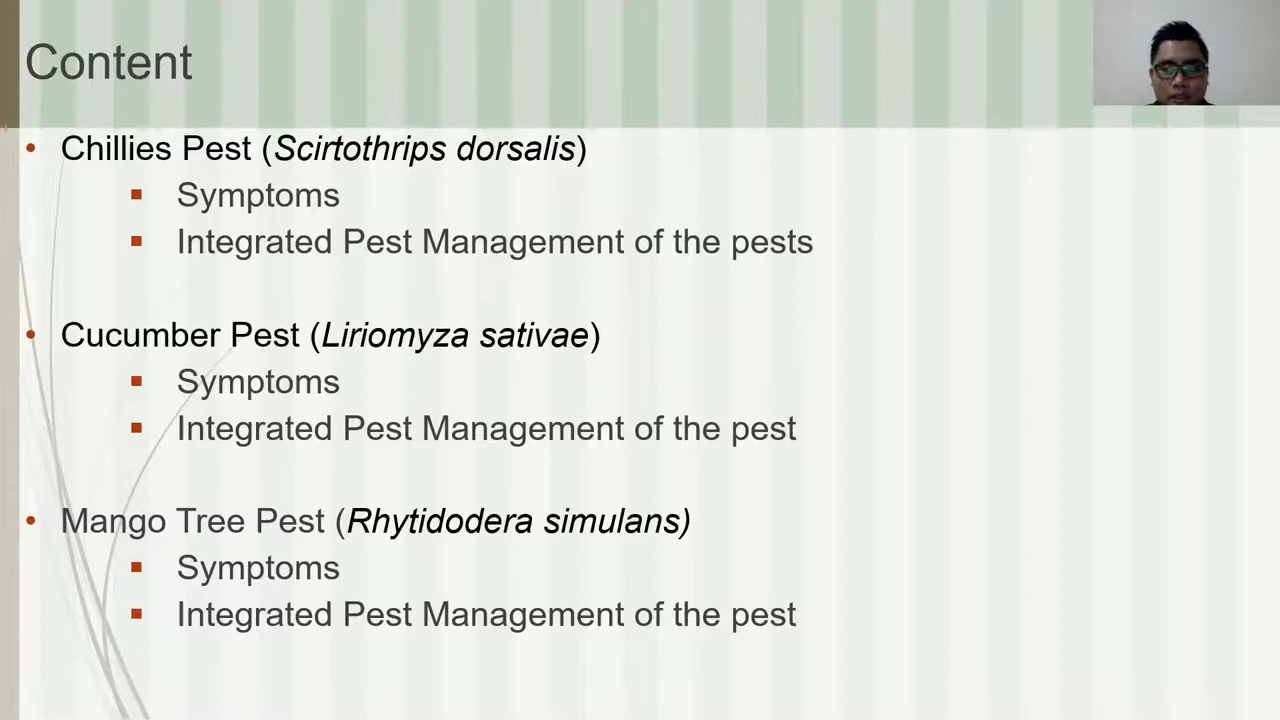 Content
• Chillies Pest (Scirtothrips dorsalis)
▪ Symptoms
▪ Integrated Pest Management of the pests
• Cucumber Pest (Liriomyza sativae)
▪ Symptoms
▪ Integrated Pest Management of the pest
• Mango Tree Pest (Rhytidodera simulans)
▪ Symptoms
▪ Integrated Pest Management of the pest